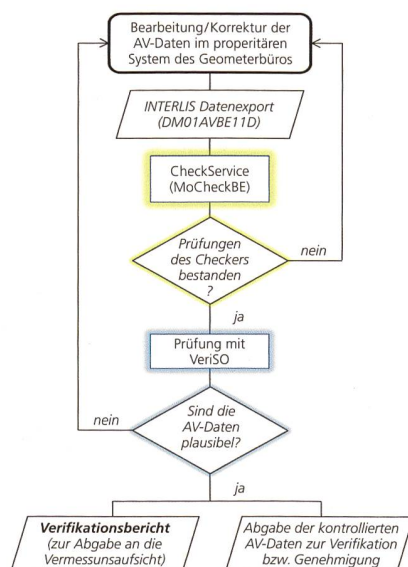 Bearbeitung/Korrektur der
AV-Daten im properitären
System des Geometerbüros
INTERLIS Datenexport
(DM01AVBE11D)
CheckService
(MoCheckBE)
Prüfungen
des Checkers
bestanden
?
nein
ja
Prüfung mit
VeriSO
nein
Sind die
AV-Daten
plausibel?
ja
Verifikationsbericht
(zur Abgabe an die
Vermessunsaufsicht)
Abgabe der kontrollierten
AV-Daten zur Verifikation
bzw. Genehmigung